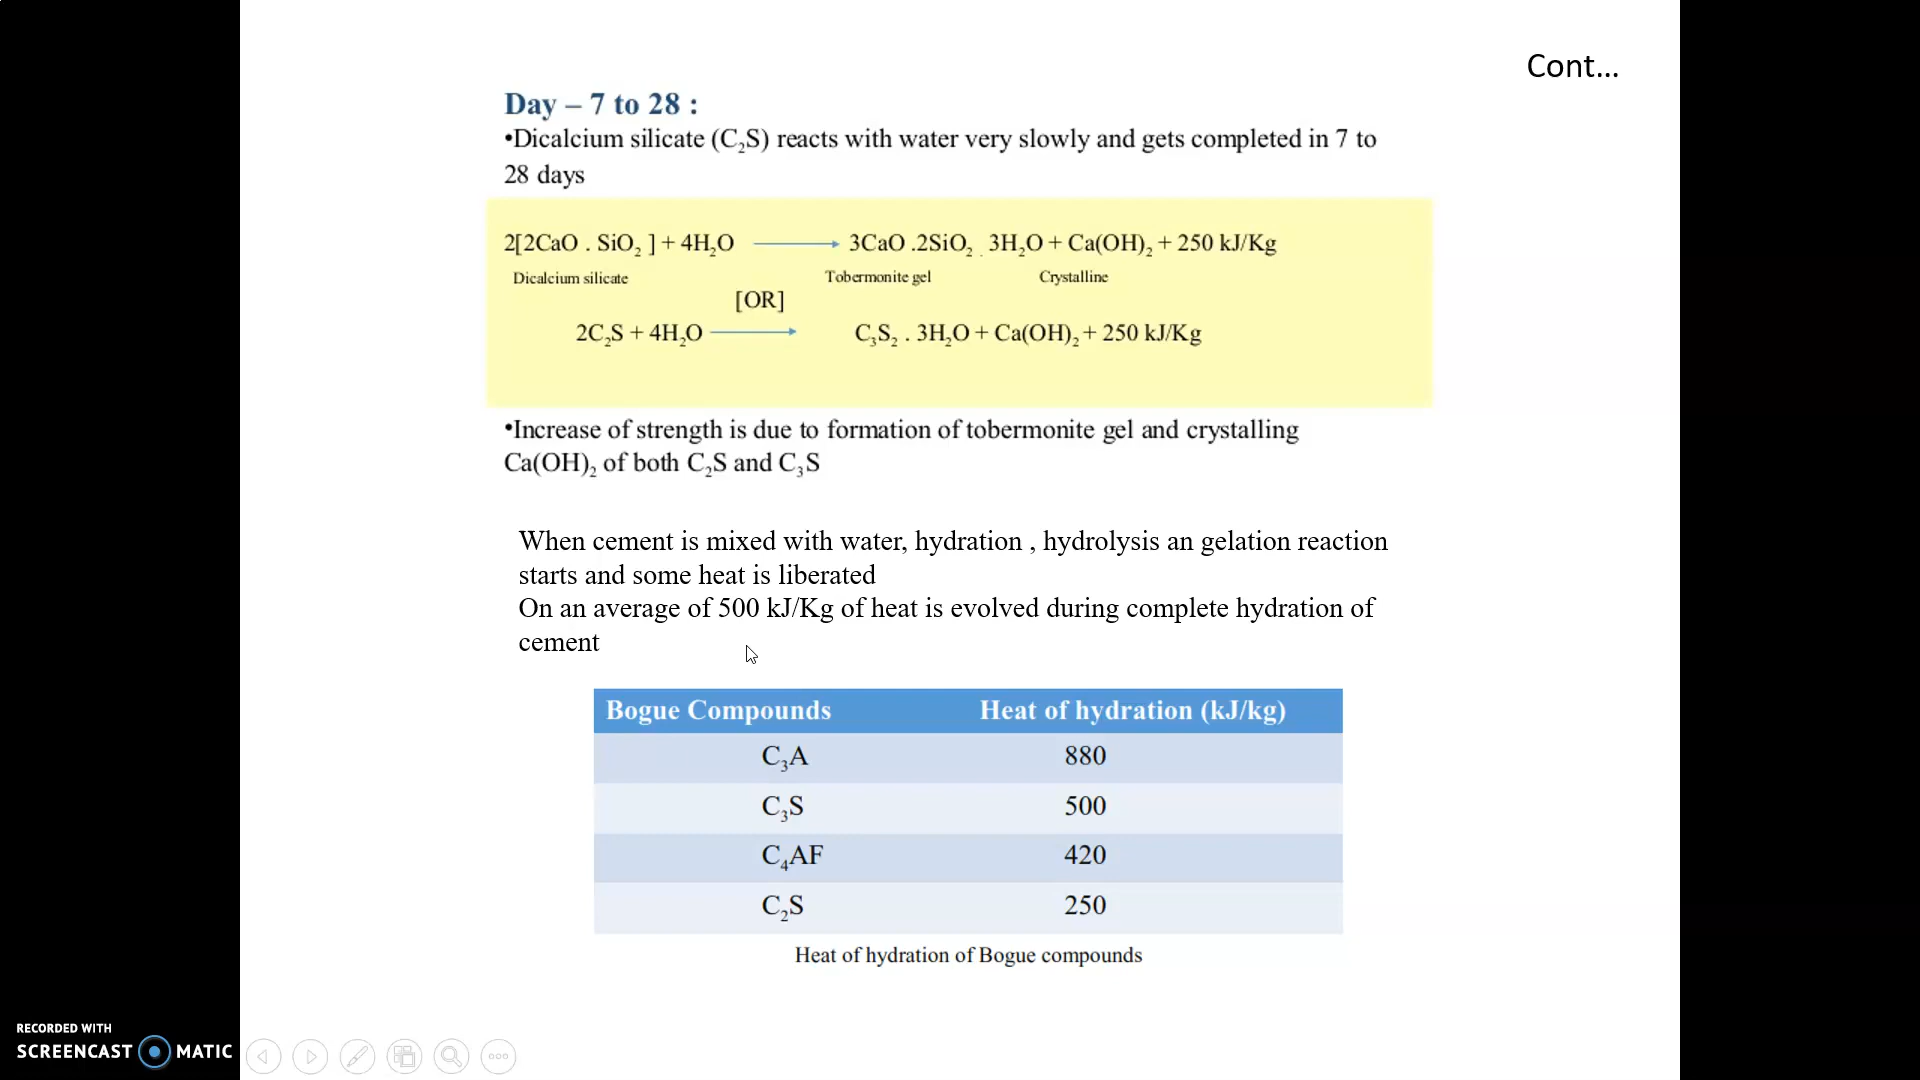 Cont...
Day – 7 to 28 :
•Dicalcium silicate (C₂S) reacts with water very slowly and gets completed in 7 to
28 days
2[2CaO . SiO₂ ] + 4H₂O → 3CaO .2SiO₂ . 3H₂O + Ca(OH)₂ + 250 kJ/Kg
Dicalcium silicate Tobermonite gel Crystalline
[OR]
2C₂S + 4H₂O → C₃S₂ . 3H₂O + Ca(OH)₂ + 250 kJ/Kg
•Increase of strength is due to formation of tobermonite gel and crystalling
Ca(OH)₂ of both C₂S and C₃S
When cement is mixed with water, hydration , hydrolysis an gelation reaction
starts and some heat is liberated
On an average of 500 kJ/Kg of heat is evolved during complete hydration of
cement
Bogue Compounds Heat of hydration (kJ/kg)
C₃A 880
C₃S 500
C₄AF 420
C₂S 250
Heat of hydration of Bogue compounds
RECORDED WITH
SCREENCAST MATIC